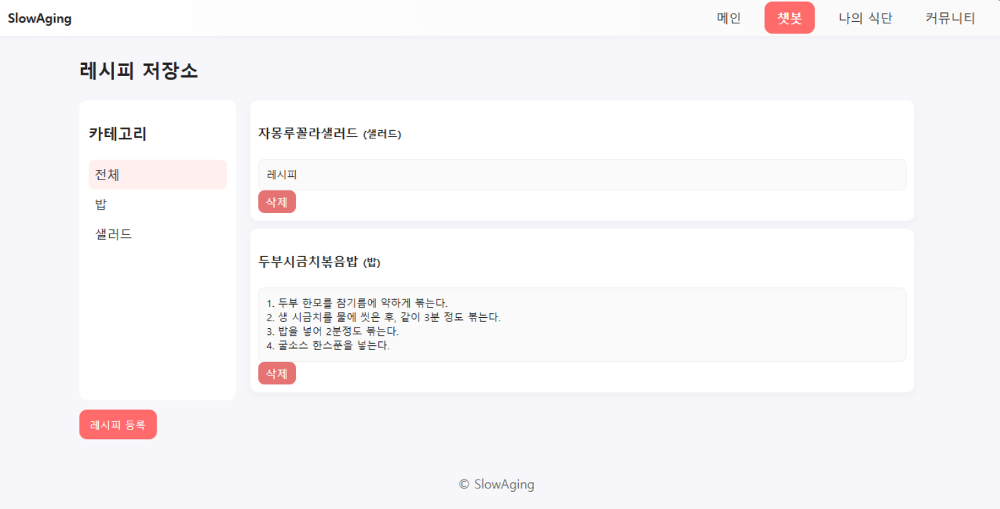 SlowAging
메인
챗봇
나의 식단
커뮤니티
레시피 저장소
카테고리
전체
밥
샐러드
자몽루꼴라샐러드 (샐러드)
레시피
삭제
두부시금치볶음밥 (밥)
1. 두부 한모를 참기름에 약하게 볶는다.
2. 생 시금치를 물에 씻은 후, 같이 3분 정도 볶는다.
3. 밥을 넣어 2분정도 볶는다.
4. 굴소스 한스푼을 넣는다.
삭제
레시피 등록
© SlowAging